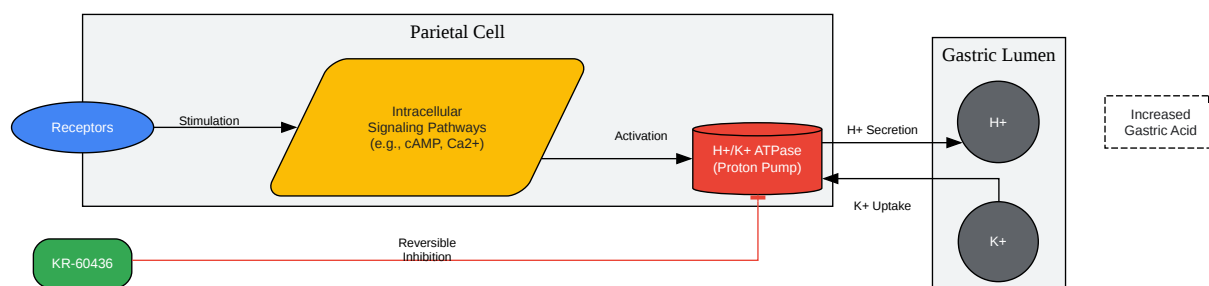 Parietal Cell
Gastric Lumen
Receptors
Stimulation
Intracellular
Signaling Pathways
(e.g., cAMP, Ca2+)
Activation
H+/K+ ATPase
(Proton Pump)
H+ Secretion
H+
Increased
Gastric Acid
K+ Uptake
K+
KR-60436
Reversible
Inhibition